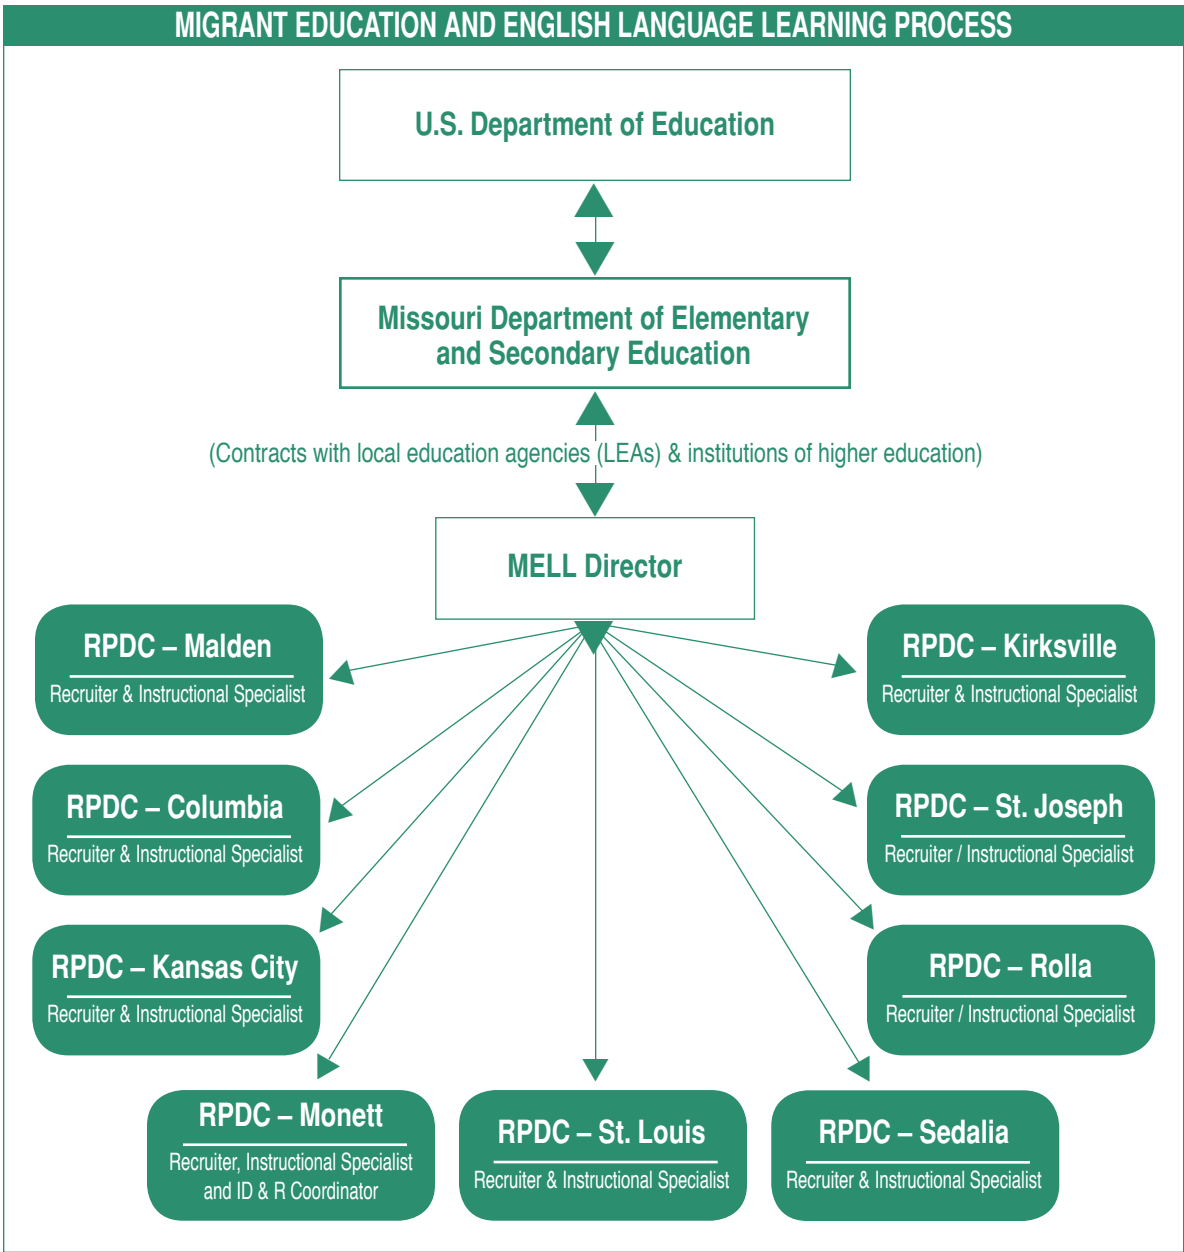 MIGRANT EDUCATION AND ENGLISH LANGUAGE LEARNING PROCESS
U.S. Department of Education
Missouri Department of Elementary
and Secondary Education
(Contracts with local education agencies (LEAs) & institutions of higher education)
MELL Director
RPDC – Malden
Recruiter & Instructional Specialist
RPDC – Kirksville
Recruiter & Instructional Specialist
RPDC – Columbia
Recruiter & Instructional Specialist
RPDC – St. Joseph
Recruiter / Instructional Specialist
RPDC – Kansas City
Recruiter & Instructional Specialist
RPDC – Rolla
Recruiter / Instructional Specialist
RPDC – Monett
Recruiter, Instructional Specialist
and ID & R Coordinator
RPDC – St. Louis
Recruiter & Instructional Specialist
RPDC – Sedalia
Recruiter & Instructional Specialist